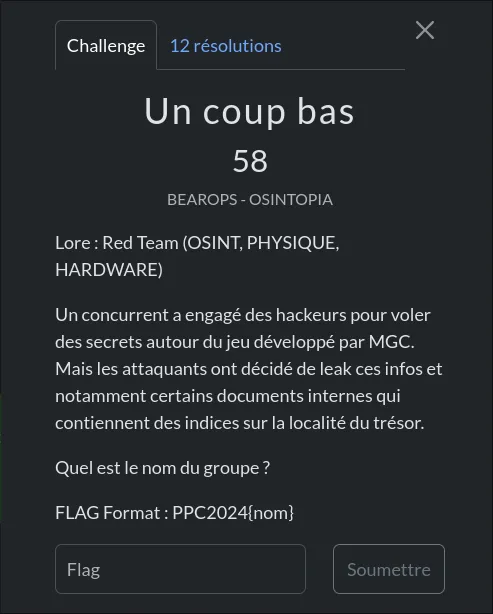 Challenge
12 résolutions
Un coup bas
58
BEAROPS - OSINTOPIA
Lore : Red Team (OSINT, PHYSIQUE,
HARDWARE)
Un concurrent a engagé des hackeurs pour voler
des secrets autour du jeu développé par MGC.
Mais les attaquants ont décidé de leak ces infos et
notamment certains documents internes qui
contiennent des indices sur la localité du trésor.
Quel est le nom du groupe ?
FLAG Format : PPC2024{nom}
Flag
Soumettre